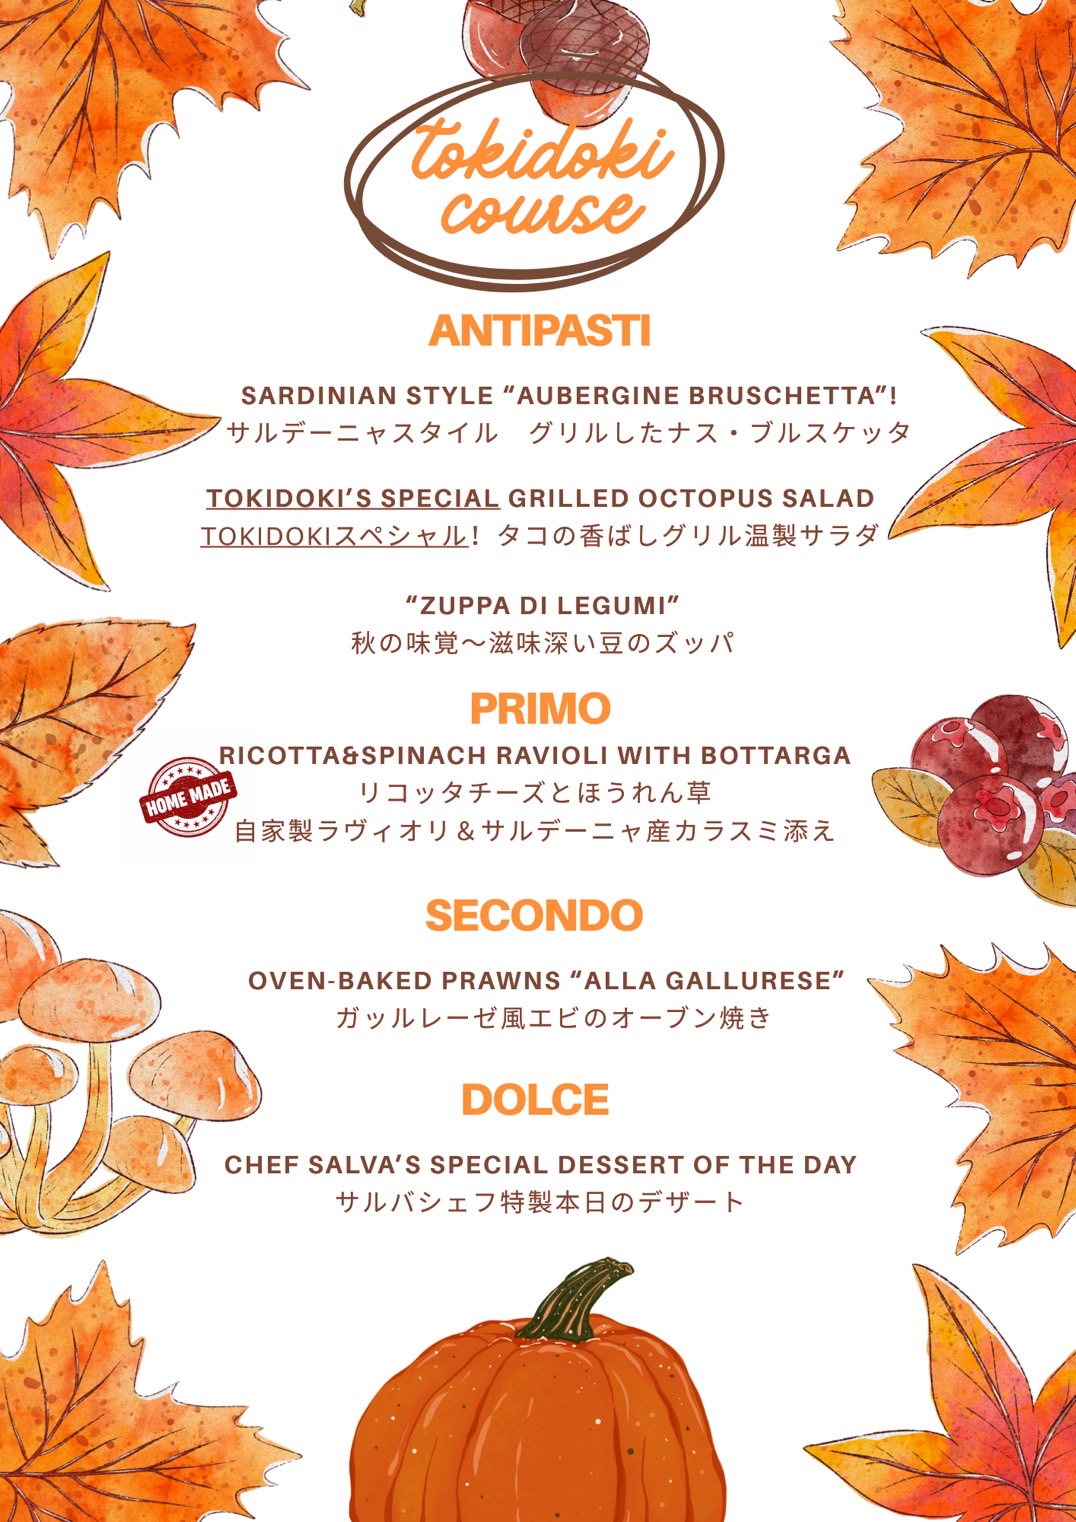 tokidoki
course
ANTIPASTI
SARDINIAN STYLE “AUBERGINE BRUSCHETTA”!
サルデーニャスタイル　グリルしたナス・ブルスケッタ
TOKIDOKI’S SPECIAL GRILLED OCTOPUS SALAD
TOKIDOKIスペシャル！タコの香ばしグリル温製サラダ
“ZUPPA DI LEGUMI”
秋の味覚～滋味深い豆のズッパ
PRIMO
RICOTTA&SPINACH RAVIOLI WITH BOTTARGA
リコッタチーズとほうれん草
HOME MADE
自家製ラヴィオリ＆サルデーニャ産カラスミ添え
SECONDO
OVEN-BAKED PRAWNS “ALLA GALLURESE”
ガッルレーゼ風エビのオーブン焼き
DOLCE
CHEF SALVA’S SPECIAL DESSERT OF THE DAY
サルバシェフ特製本日のデザート